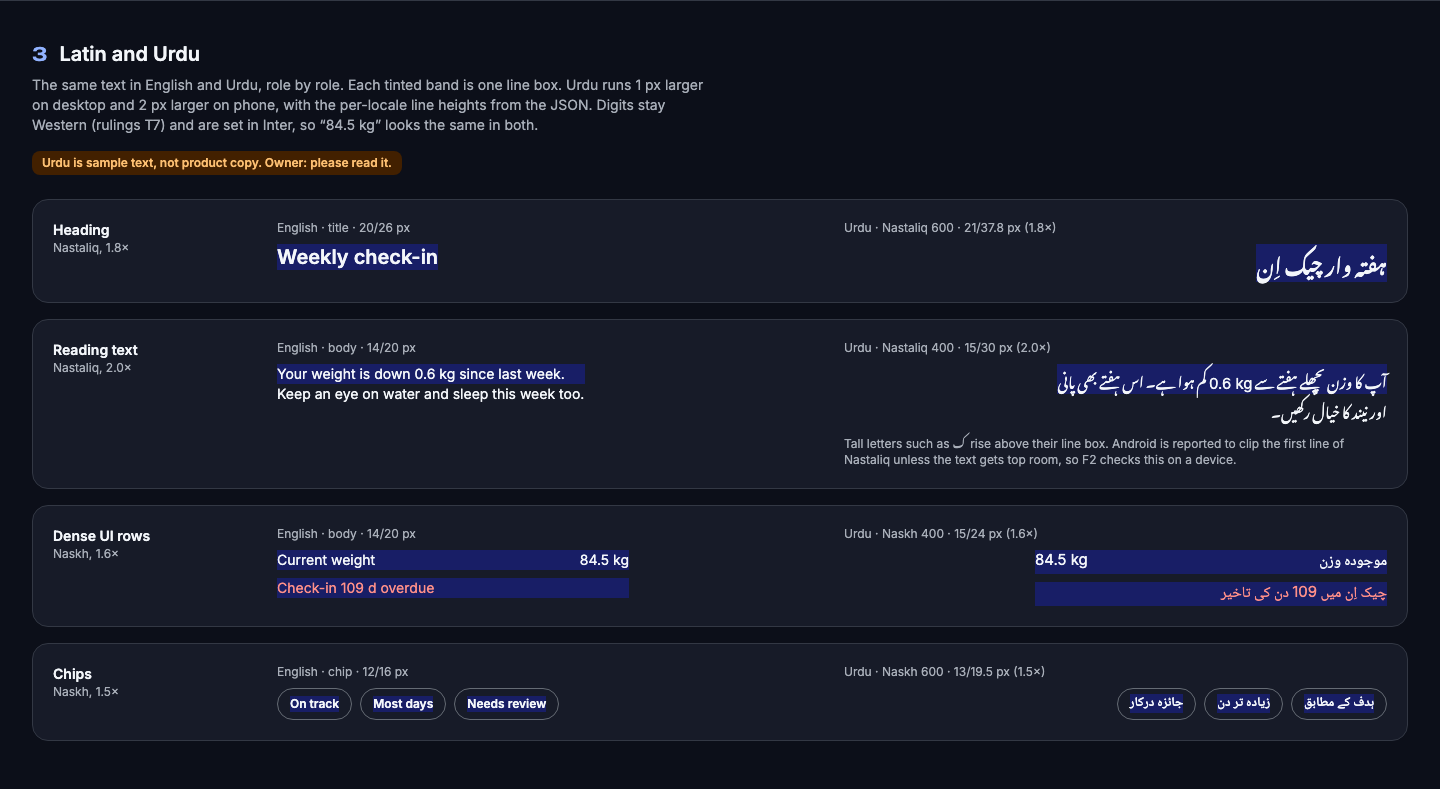 3 Latin and Urdu
The same text in English and Urdu, role by role. Each tinted band is one line box. Urdu runs 1 px larger
on desktop and 2 px larger on phone, with the per-locale line heights from the JSON. Digits stay
Western (rulings T7) and are set in Inter, so “84.5 kg” looks the same in both.
Urdu is sample text, not product copy. Owner: please read it.
Heading
Nastaliq, 1.8×
English · title · 20/26 px
Weekly check-in
Urdu · Nastaliq 600 · 21/37.8 px (1.8×)
ہفتہ وار چیک اِن
Reading text
Nastaliq, 2.0×
English · body · 14/20 px
Your weight is down 0.6 kg since last week.
Keep an eye on water and sleep this week too.
Urdu · Nastaliq 400 · 15/30 px (2.0×)
آپ کا وزن پچھلے ہفتے سے 0.6 kg کم ہوا ہے۔ اس ہفتے بھی پانی
اور نیند کا خیال رکھیں۔
Tall letters such as ک rise above their line box. Android is reported to clip the first line of
Nastaliq unless the text gets top room, so F2 checks this on a device.
Dense UI rows
Naskh, 1.6×
English · body · 14/20 px
Current weight 84.5 kg
Check-in 109 d overdue
Urdu · Naskh 400 · 15/24 px (1.6×)
موجودہ وزن 84.5 kg
چیک اِن میں 109 دن کی تاخیر
Chips
Naskh, 1.5×
English · chip · 12/16 px
On track Most days Needs review
Urdu · Naskh 600 · 13/19.5 px (1.5×)
ہدف کے مطابق زیادہ تر دن جائزہ درکار